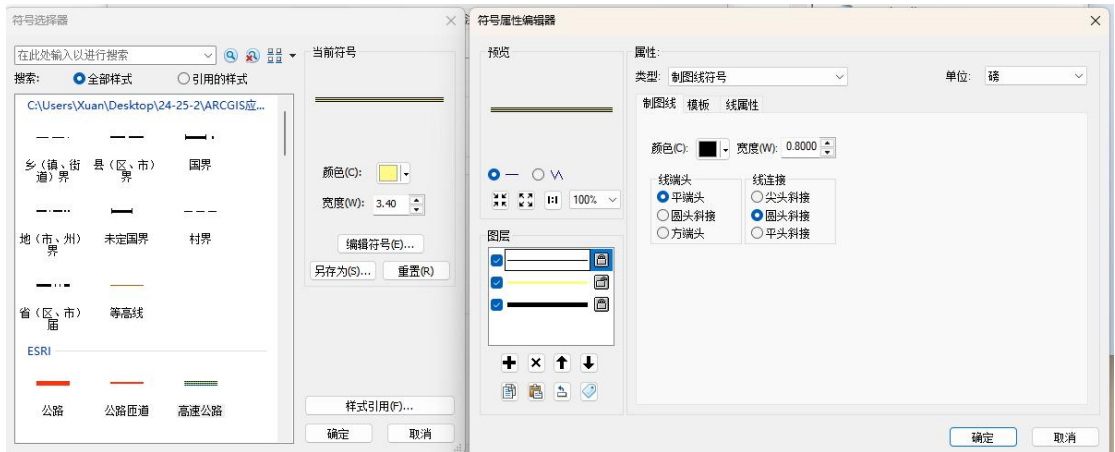 符号选择器
在此处输入以进行搜索
搜索: 全部样式 引用的样式
C:\Users\Xuan\Desktop\24-25-2\ARCGIS应...
乡（镇、街道）界
县（区、市）界
国界
地（市、州）界
未定国界
村界
省（区、市）届
等高线
ESRI
公路
公路匝道
高速公路
当前符号
颜色(C):
宽度(W): 3.40
编辑符号(E)...
另存为(S)... 重置(R)
样式引用(F)...
确定 取消
符号属性编辑器
预览
100%
图层
属性:
类型: 制图线符号 单位: 磅
制图线 模板 线属性
颜色(C): 宽度(W): 0.8000
线端头
平端头
圆头斜接
方端头
线连接
尖头斜接
圆头斜接
平头斜接
确定 取消